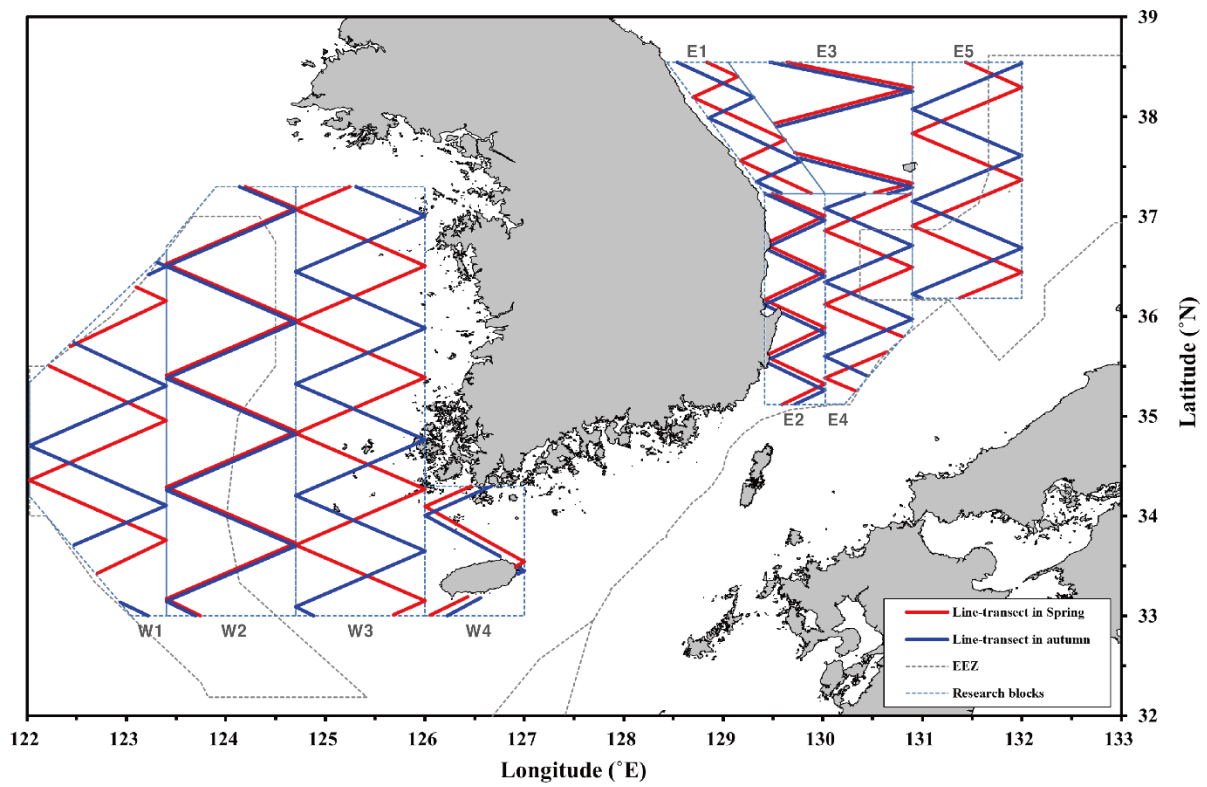 E1 E3 E5
E2 E4
W1 W2 W3 W4
39
38
37
36
35
34
33
32
Latitude (˚N)
Line-transect in Spring
Line-transect in autumn
EEZ
Research blocks
122 123 124 125 126 127 128 129 130 131 132 133
Longitude (˚E)